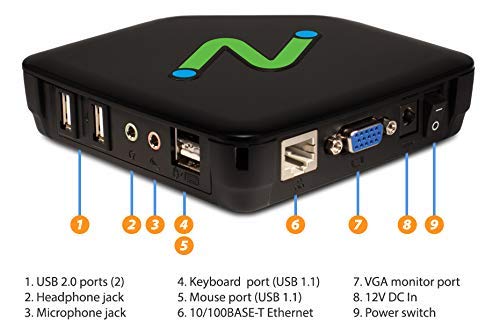 1
2
3
4
5
6
7
8
9
1. USB 2.0 ports (2)
2. Headphone jack
3. Microphone jack
4. Keyboard port (USB 1.1)
5. Mouse port (USB 1.1)
6. 10/100BASE-T Ethernet
7. VGA monitor port
8. 12V DC In
9. Power switch